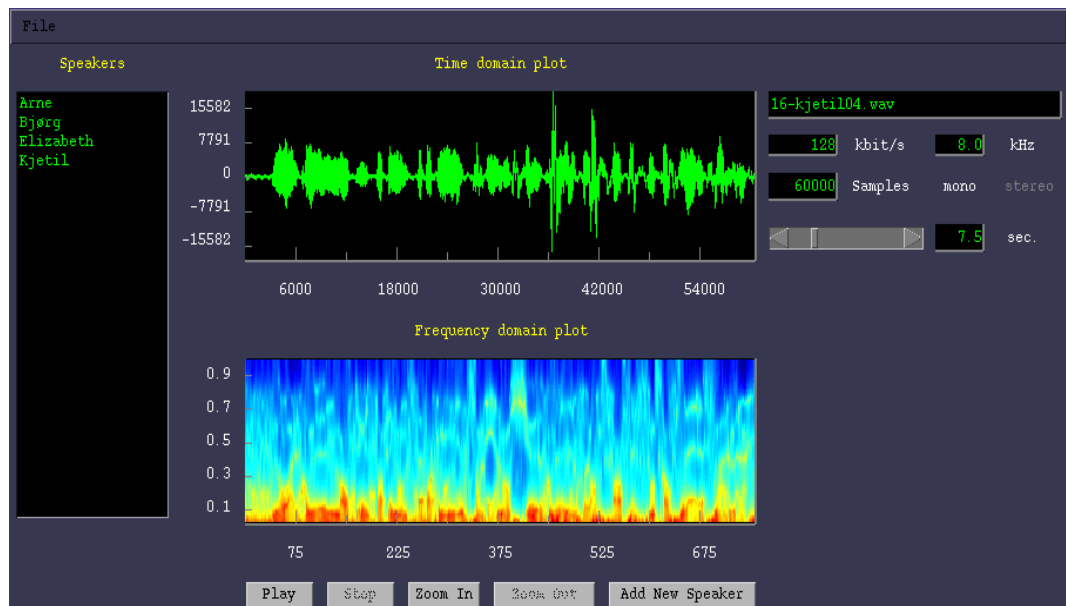 File
Speakers
Arne
Bjørg
Elizabeth
Kjetil
Time domain plot
15582
7791
0
-7791
-15582
6000 18000 30000 42000 54000
16-kjetil04.wav
128 kbit/s 8.0 kHz
60000 Samples mono stereo
7.5 sec.
Frequency domain plot
0.9
0.7
0.5
0.3
0.1
75 225 375 525 675
Play Stop Zoom In Zoom Out Add New Speaker